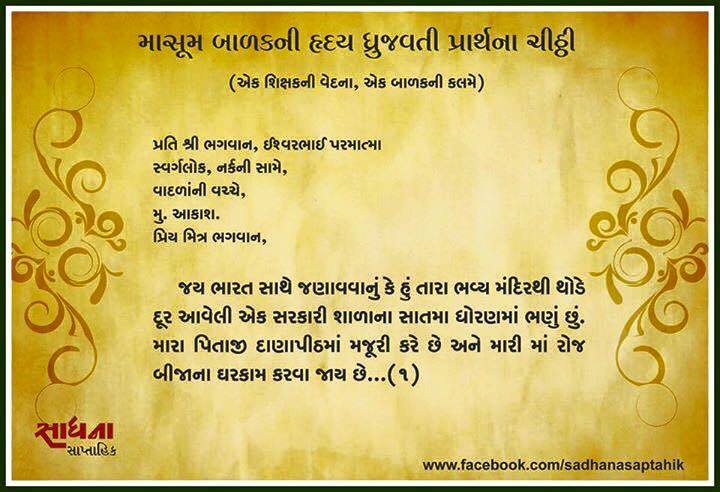 માસૂમ બાળકની હૃદય ધ્રુજવતી પ્રાર્થના ચીઠ્ઠી
(એક શિક્ષકની વેદના, એક બાળકની કલમે)
પ્રતિ શ્રી ભગવાન, ઈશ્વરભાઈ પરમાત્મા
સ્વર્ગલોક, નર્કની સામે,
વાદળાંની વચ્ચે,
મુ. આકાશ.
પ્રિય મિત્ર ભગવાન,
જય ભારત સાથે જણાવવાનું કે હું તારા ભવ્ય મંદિરથી થોડે
દૂર આવેલી એક સરકારી શાળાના સાતમા ધોરણમાં ભણું છું.
મારા પિતાજી દાણાપીઠમાં મજૂરી કરે છે અને મારી માં રોજ
બીજાના ઘરકામ કરવા જાય છે...(૧)
સાધના
સાપ્તાહિક
www.facebook.com/sadhanasaptahik